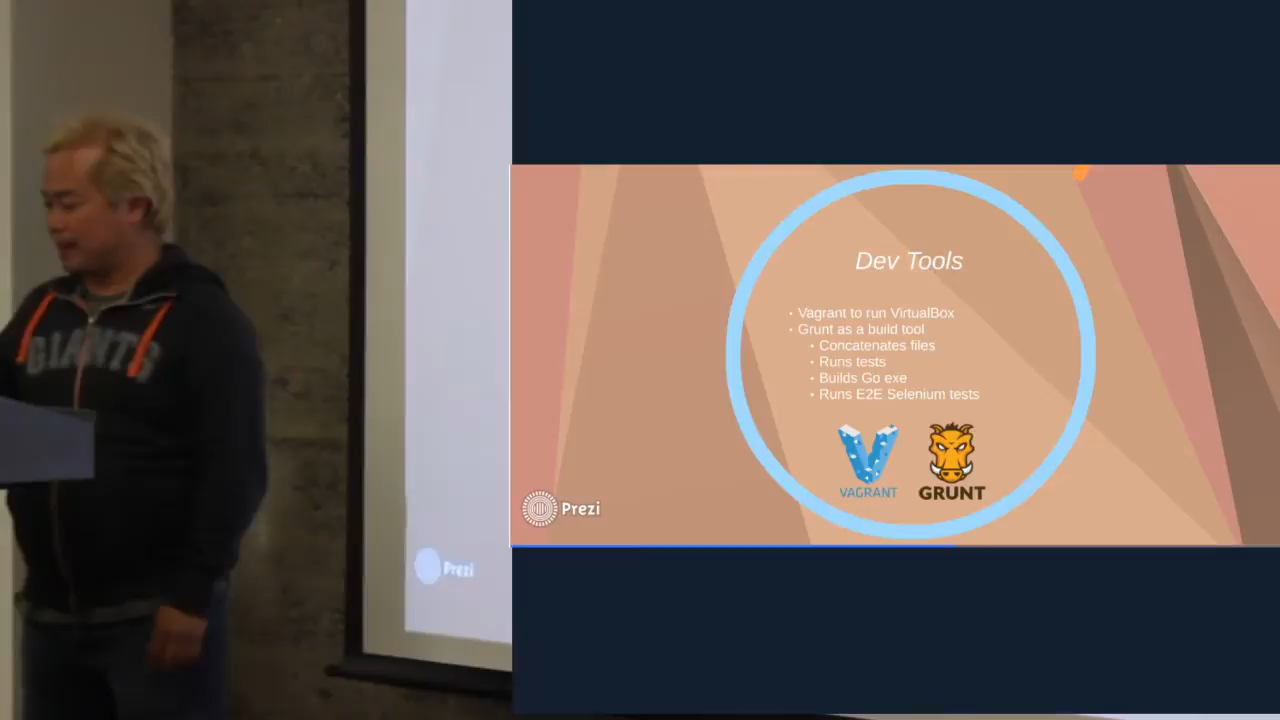 GIANTS
Prezi
Dev Tools
• Vagrant to run VirtualBox
• Grunt as a build tool
• Concatenates files
• Runs tests
• Builds Go exe
• Runs E2E Selenium tests
VAGRANT
GRUNT
Prezi